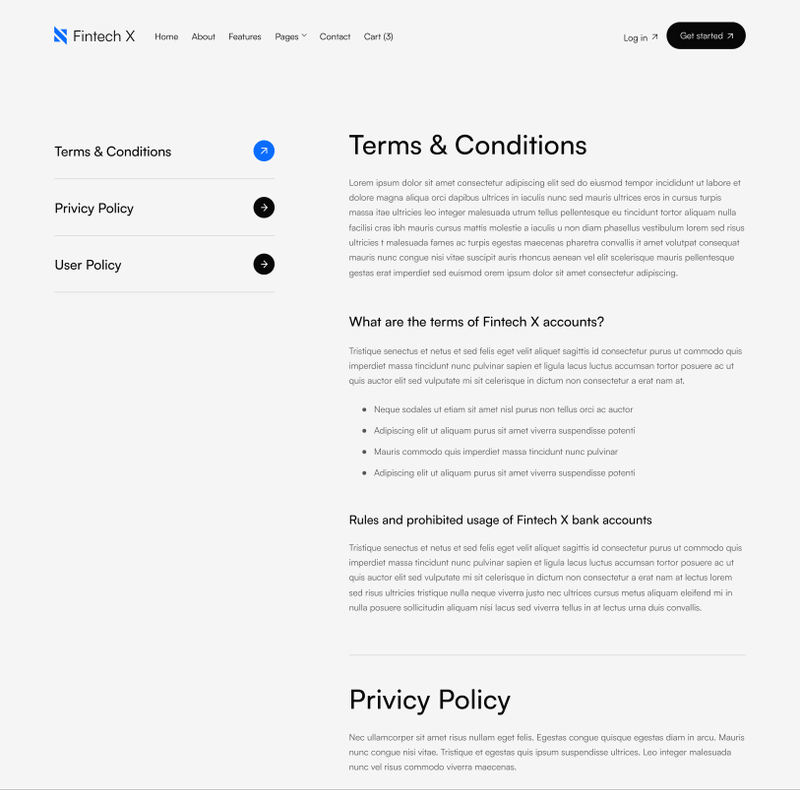 Fintech X
Home About Features Pages Contact Cart (3)
Log in
Get started
Terms & Conditions
Privicy Policy
User Policy
Terms & Conditions
Lorem ipsum dolor sit amet consectetur adipiscing elit sed do eiusmod tempor incididunt ut labore et
dolore magna aliqua orci dapibus ultrices in iaculis nunc sed mauris ultrices eros in cursus turpis
massa itae ultricies leo integer malesuada utrum tellus pellentesque eu tincidunt tortor aliquam nulla
facilisi cras ibh mauris cursus mattis molestie a iaculis u non diam phasellus vestibulum lorem sed risus
ultricies t malesuada fames ac turpis egestas maecenas pharetra convallis it amet volutpat consequat
mauris nunc congue nisi vitae suscipit auris rhoncus aenean vel elit scelerisque mauris pellentesque
gestas erat imperdiet sed euismod orem ipsum dolor sit amet consectetur adipiscing.
What are the terms of Fintech X accounts?
Tristique senectus et netus et sed felis eget velit aliquet sagittis id consectetur purus ut commodo quis
imperdiet massa tincidunt nunc pulvinar sapien et ligula lacus luctus accumsan tortor posuere ac ut
quis auctor elit sed vulputate mi sit celerisque in dictum non consectetur a erat nam at.
Neque sodales ut etiam sit amet nisl purus non tellus orci ac auctor
Adipiscing elit ut aliquam purus sit amet viverra suspendisse potenti
Mauris commodo quis imperdiet massa tincidunt nunc pulvinar
Adipiscing elit ut aliquam purus sit amet viverra suspendisse potenti
Rules and prohibited usage of Fintech X bank accounts
Tristique senectus et netus et sed felis eget velit aliquet sagittis id consectetur purus ut commodo quis
imperdiet massa tincidunt nunc pulvinar sapien et ligula lacus luctus accumsan tortor posuere ac ut
quis auctor elit sed vulputate mi sit celerisque in dictum non consectetur a erat nam at lectus lorem
sed risus ultricies tristique nulla neque viverra justo nec ultrices cursus metus aliquam eleifend mi in
nulla posuere sollicitudin aliquam nisi lacus sed viverra tellus in at lectus urna duis convallis.
Privicy Policy
Nec ullamcorper sit amet risus nullam eget felis. Egestas congue quisque egestas diam in arcu. Mauris
nunc congue nisi vitae. Tristique et egestas quis ipsum suspendisse ultrices. Leo integer malesuada
nunc vel risus commodo viverra maecenas.